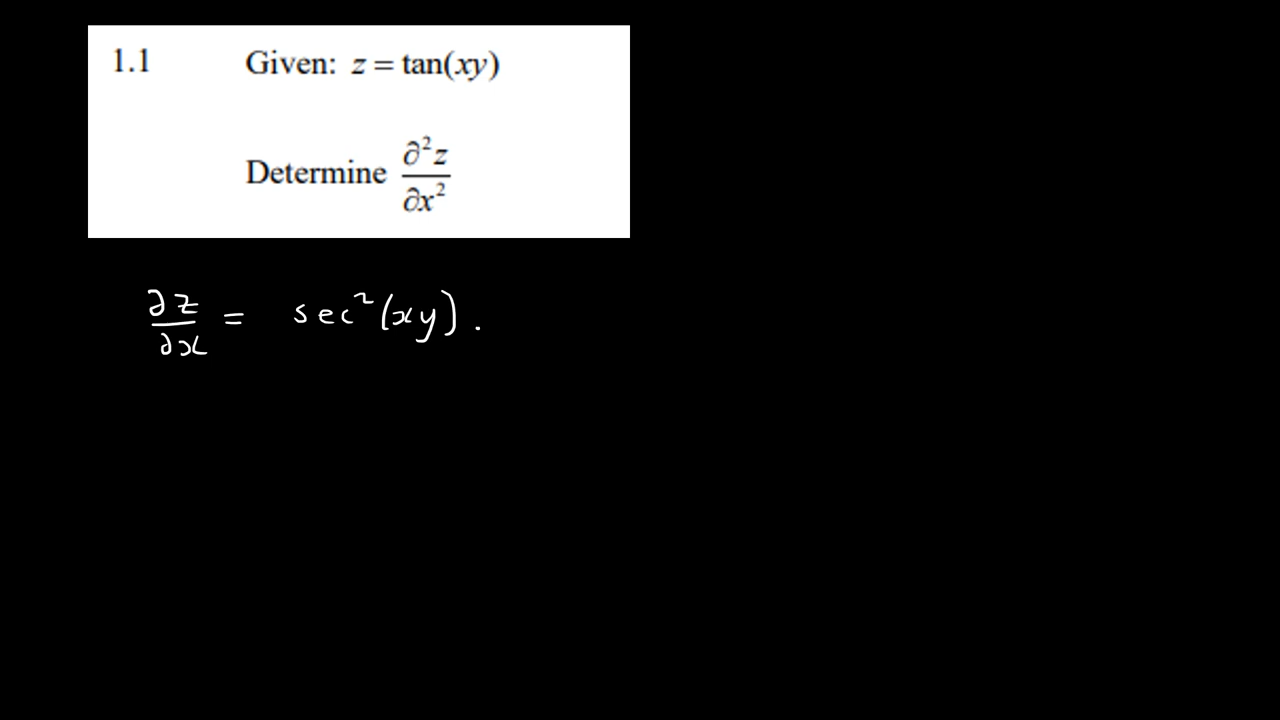 1.1 Given: z = tan(xy)
Determine ∂²z/∂x²
∂z/∂x = sec²(xy) .